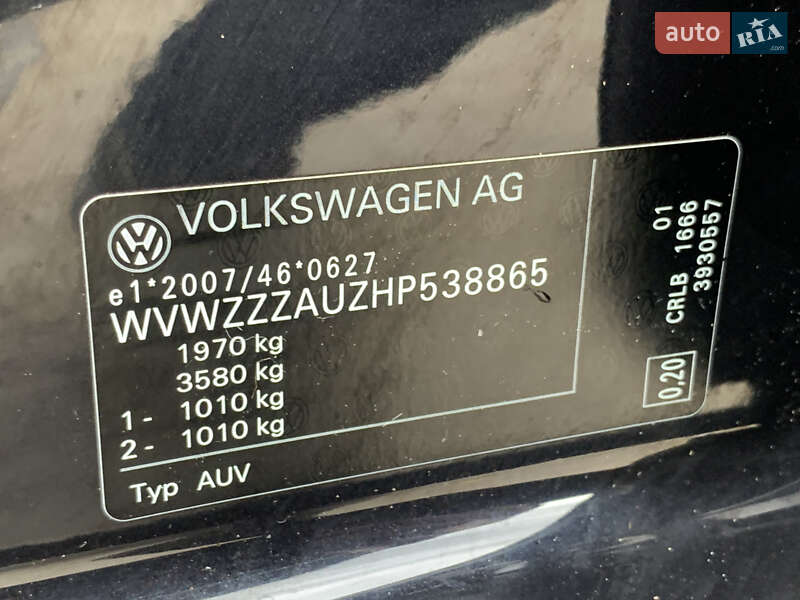 auto RIA.com
VOLKSWAGEN AG
e1*2007/46*0627
WVWZZZAUZHP538865
1970 kg
3580 kg
1 - 1010 kg
2 - 1010 kg
Typ AUV
01
CRLB 1666
3930557
0,20